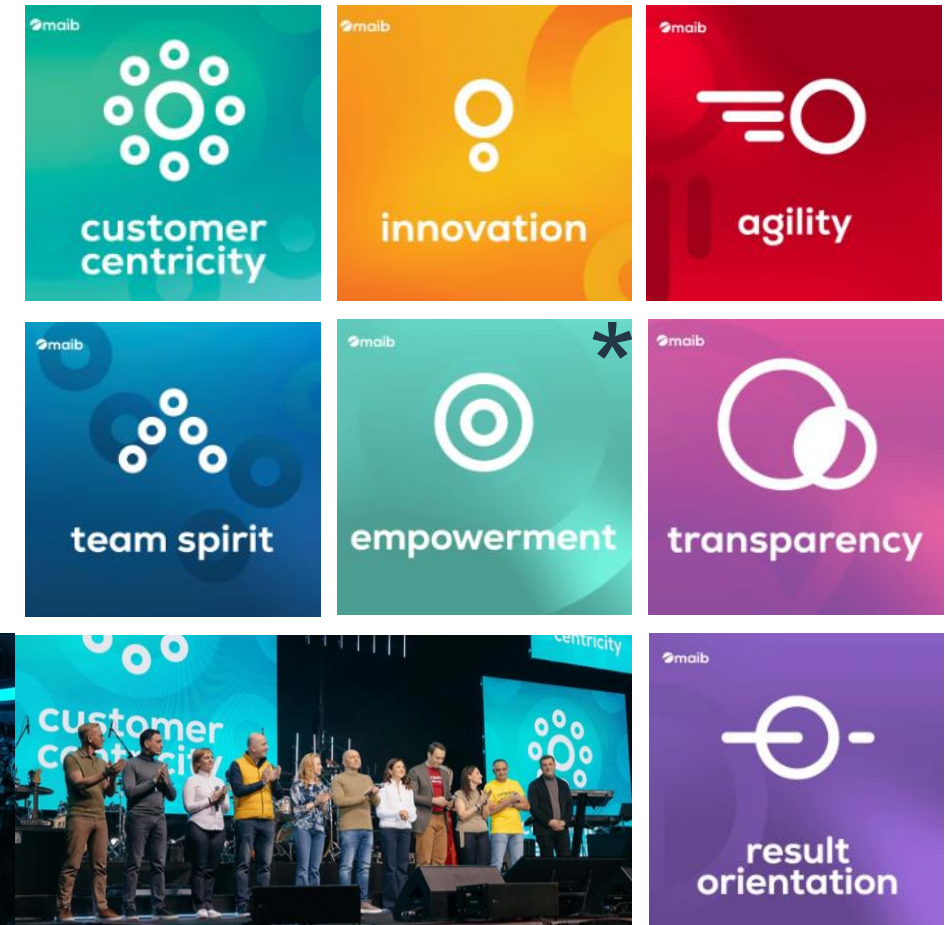 maib
customer
centricity
maib
innovation
maib
agility
maib
team spirit
maib
empowerment
*
maib
transparency
customer
centricity
centricity
maib
result
orientation